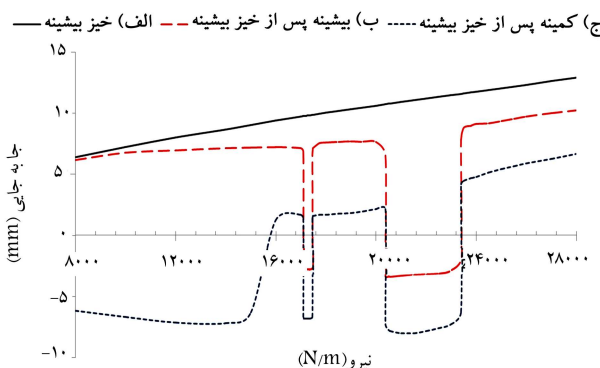 الف) خیز بیشینه ب) بیشینه پس از خیز بیشینه ج) کمینه پس از خیز بیشینه
۱۵
۱۰
۵
۰
-۵
-۱۰
جا به جایی (mm)
۸۰۰۰ ۱۲۰۰۰ ۱۶۰۰۰ ۲۰۰۰۰ ۲۴۰۰۰ ۲۸۰۰۰
نیرو (N/m)